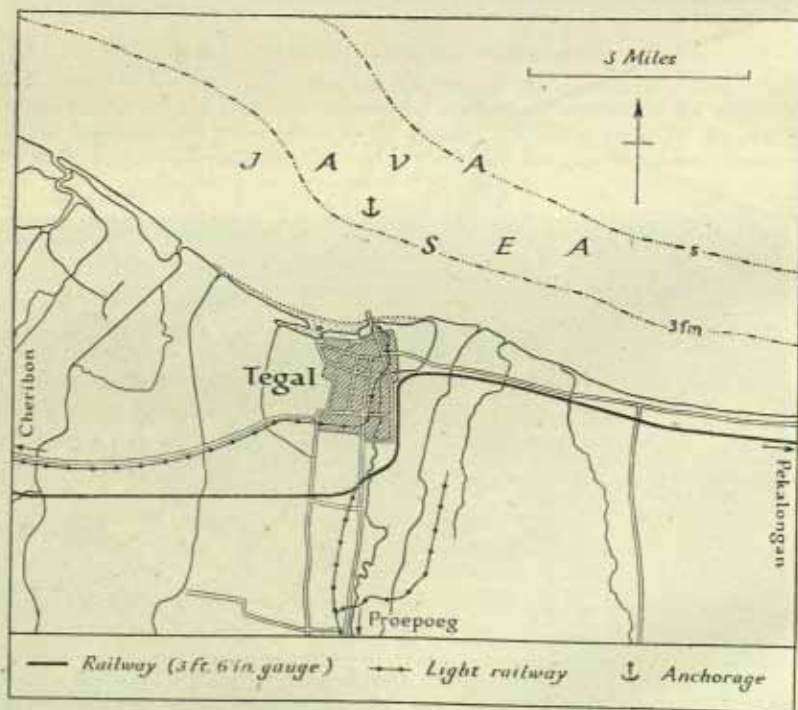 3 Miles
J A V A
S E A
5
3fm
Tegal
Cheribon
Pekalongan
Proepoeg
Railway (3 ft. 6 in. gauge)
Light railway
Anchorage